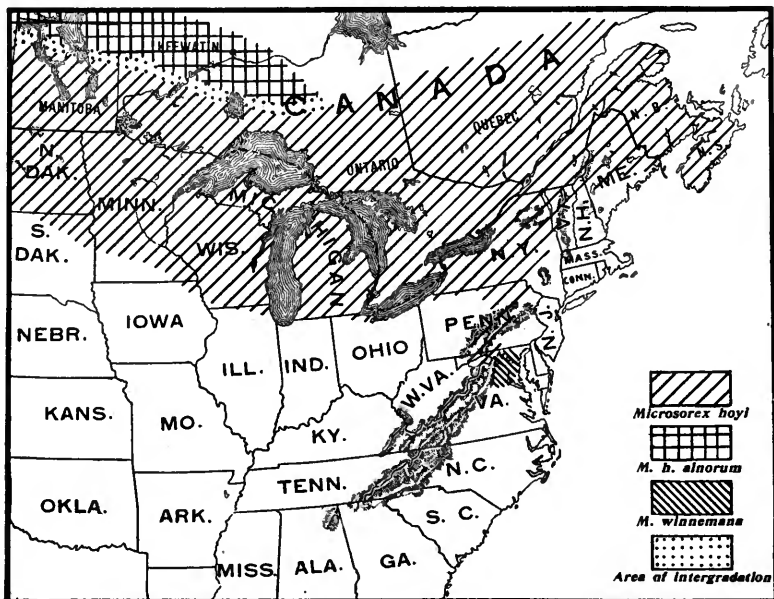 KEEWATIN
CANADA
MANITOBA
QUEBEC
ONTARIO
N.B.
N.S.
ME.
N. DAK.
MINN.
MICHIGAN
S. DAK.
WIS.
N.Y.
N.H.
MASS.
CONN.
IOWA
NEBR.
PENN.
N.J.
ILL.
IND.
OHIO
W.VA.
VA.
KANS.
MO.
KY.
Microsorex hoyi
M. h. alnorum
TENN.
N.C.
OKLA.
ARK.
S. C.
M. winnemana
MISS.
ALA.
GA.
Area of intergradation